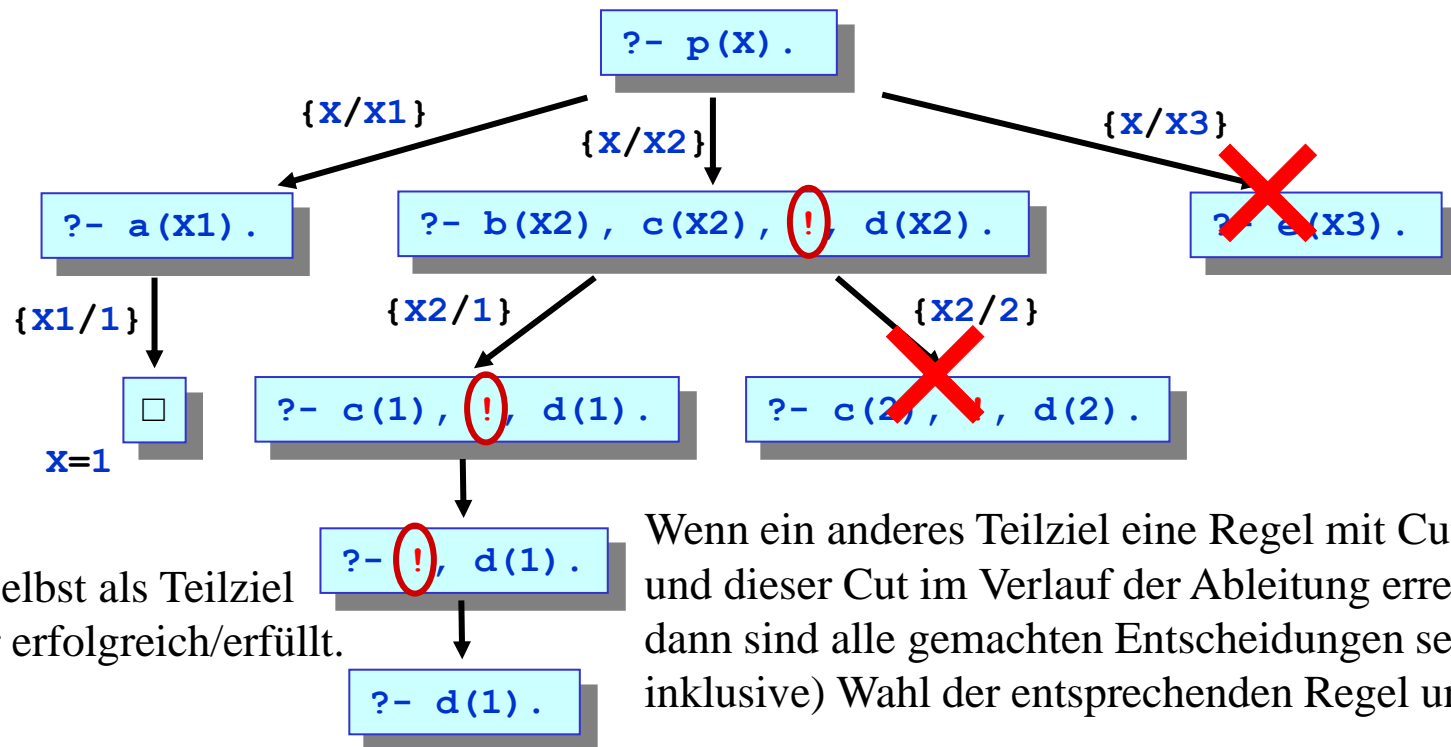 ?- p(X).
{X/X1}
{X/X2}
{X/X3}
?- a(X1).
?- b(X2), c(X2), !, d(X2).
?- e(X3).
{X1/1}
{X2/1}
{X2/2}
□
?- c(1), !, d(1).
?- c(2), !, d(2).
X=1
?- !, d(1).
elbst als Teilziel
erfolgreich/erfüllt.
Wenn ein anderes Teilziel eine Regel mit Cu
und dieser Cut im Verlauf der Ableitung erre
dann sind alle gemachten Entscheidungen se
inklusive) Wahl der entsprechenden Regel un
?- d(1).